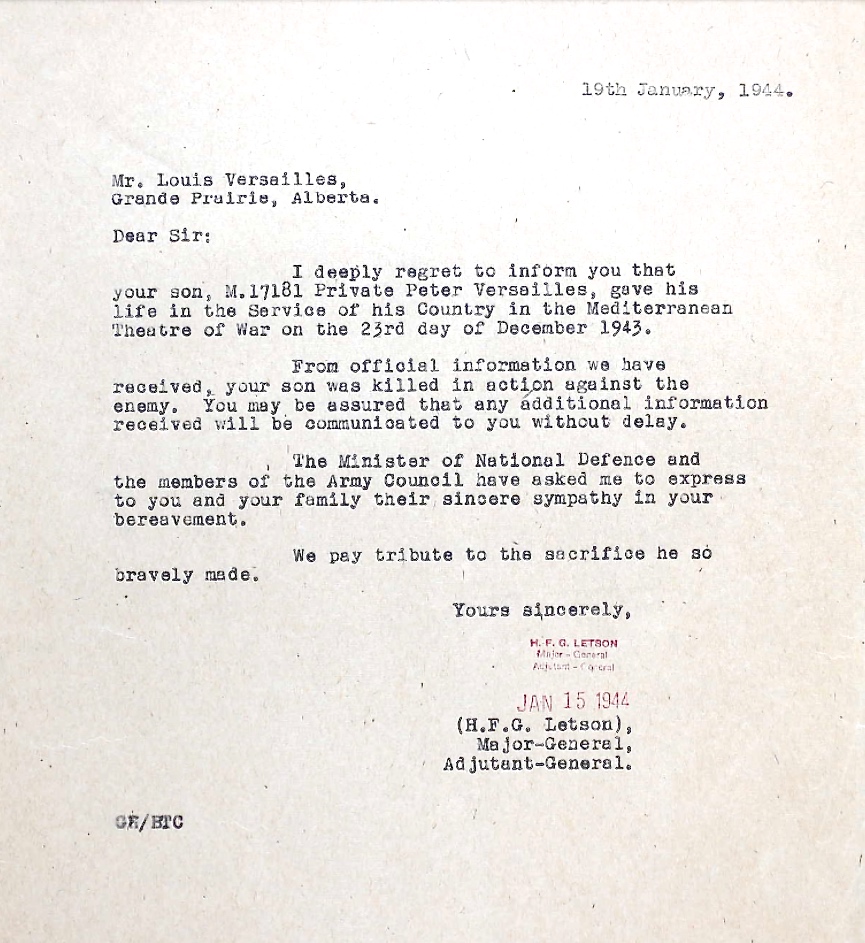 19th January, 1944.
Mr. Louis Versailles,
Grande Prairie, Alberta.
Dear Sir:
I deeply regret to inform you that
your son, M.17181 Private Peter Versailles, gave his
life in the Service of his Country in the Mediterranean
Theatre of War on the 23rd day of December 1943.
From official information we have
received, your son was killed in action against the
enemy. You may be assured that any additional information
received will be communicated to you without delay.
The Minister of National Defence and
the members of the Army Council have asked me to express
to you and your family their sincere sympathy in your
bereavement.
We pay tribute to the sacrifice he so
bravely made.
Yours sincerely,
H. F. G. LETSON
Major - General
Adjutant - General
JAN 15 1944
(H.F.G. Letson),
Major-General,
Adjutant-General.
/BTC